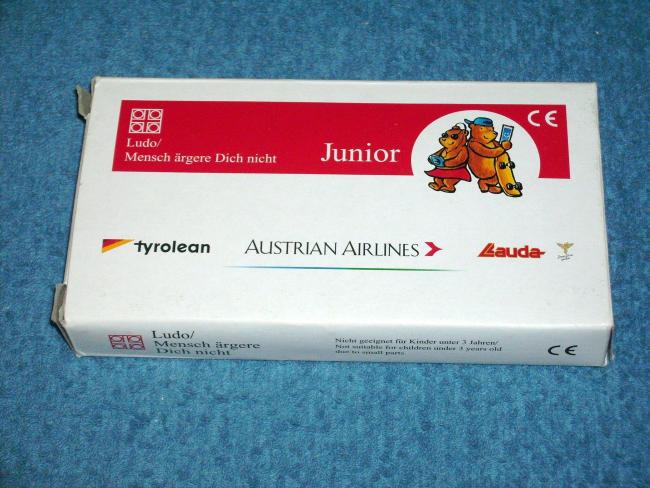 CE
Ludo/
Mensch ärgere Dich nicht
Junior
tyrolean
AUSTRIAN AIRLINES
Lauda
Ludo/
Mensch ärgere
Dich nicht
Nicht geeignet für Kinder unter 3 Jahren/
Not suitable for children under 3 years old
due to small parts.
CE